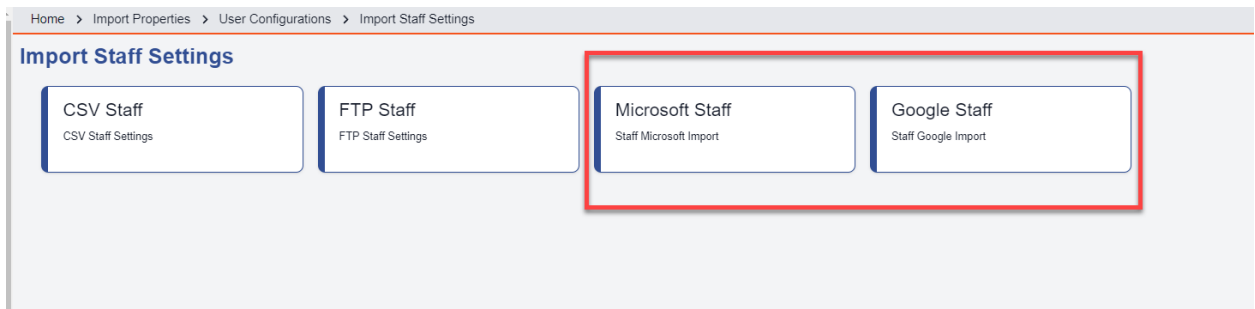 Home > Import Properties > User Configurations > Import Staff Settings
Import Staff Settings
CSV Staff
CSV Staff Settings
FTP Staff
FTP Staff Settings
Microsoft Staff
Staff Microsoft Import
Google Staff
Staff Google Import